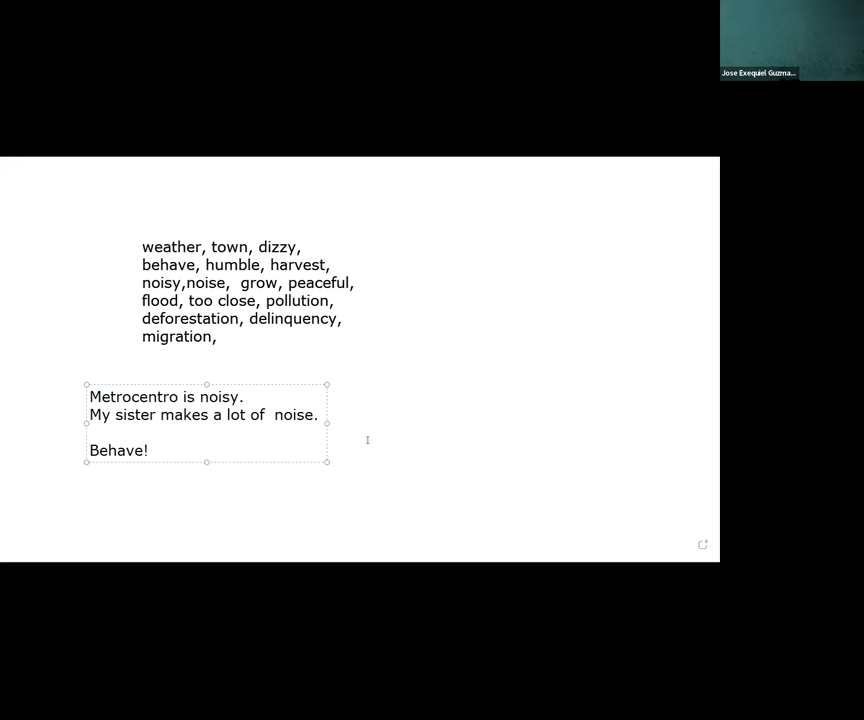 Jose Exequiel Guzma...
weather, town, dizzy,
behave, humble, harvest,
noisy,noise,  grow, peaceful,
flood, too close, pollution,
deforestation, delinquency,
migration,
Metrocentro is noisy.
My sister makes a lot of  noise.
Behave!